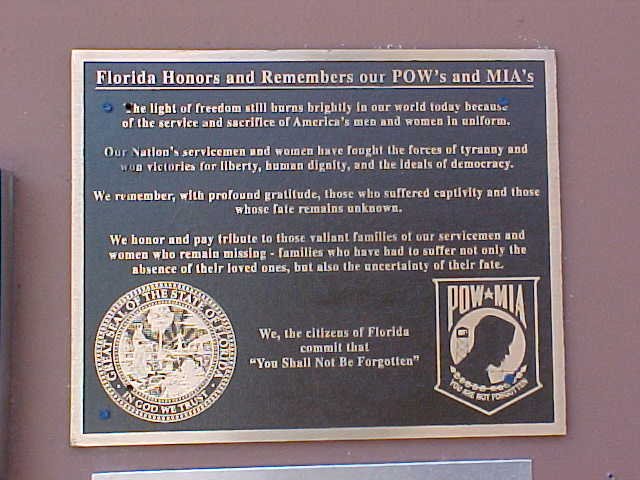 Florida Honors and Remembers our POW's and MIA's
The light of freedom still burns brightly in our world today because
of the service and sacrifice of America's men and women in uniform.
Our Nation's servicemen and women have fought the forces of tyranny and
won victories for liberty, human dignity, and the ideals of democracy.
We remember, with profound gratitude, those who suffered captivity and those
whose fate remains unknown.
We honor and pay tribute to those valiant families of our servicemen and
women who remain missing - families who have had to suffer not only the
absence of their loved ones, but also the uncertainty of their fate.
GREAT SEAL OF THE STATE OF FLORIDA
IN GOD WE TRUST
We, the citizens of Florida
commit that
"You Shall Not Be Forgotten"
POW★MIA
YOU ARE NOT FORGOTTEN